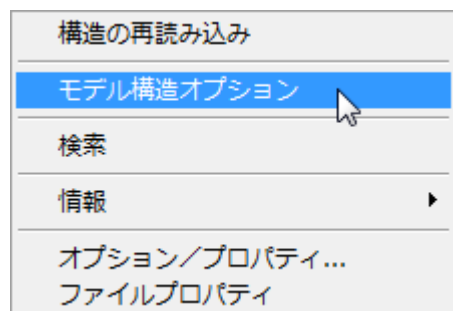 構造の再読み込み
モデル構造オプション
検索
情報
オプション／プロパティ...
ファイルプロパティ